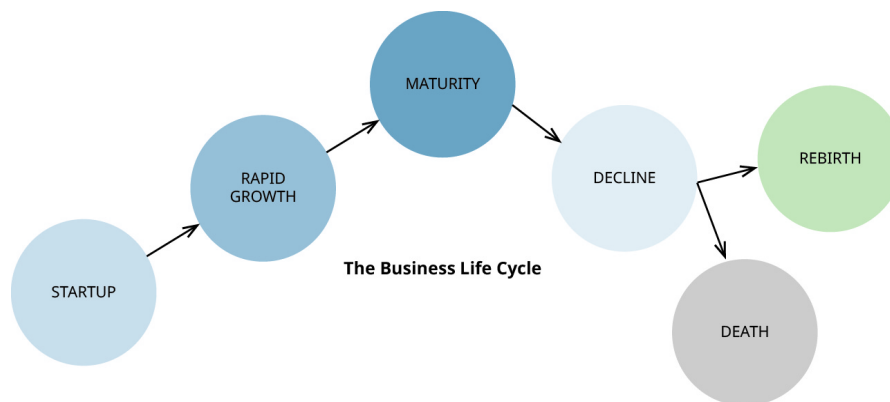 STARTUP
RAPID
GROWTH
MATURITY
DECLINE
REBIRTH
DEATH
The Business Life Cycle